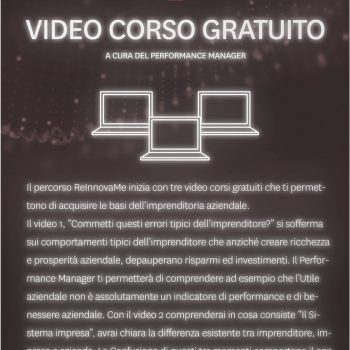 VIDEO CORSO GRATUITO
A CURA DEL PERFORMANCE MANAGER
Il percorso ReInnovaMe inizia con tre video corsi gratuiti che ti permet-
tono di acquisire le basi dell'imprenditoria aziendale.
Il video 1, "Commetti questi errori tipici dell'imprenditore?" si sofferma
sui comportamenti tipici dell'imprenditore che anziché creare ricchezza
e prosperità aziendale, depauperano risparmi ed investimenti. Il Perfor-
mance Manager ti permetterà di comprendere ad esempio che l'Utile
aziendale non è assolutamente un indicatore di performance e di be-
nessere aziendale. Con il video 2 comprenderai in cosa consiste "Il Si-
stema impresa", avrai chiara la differenza esistente tra imprenditore, im-